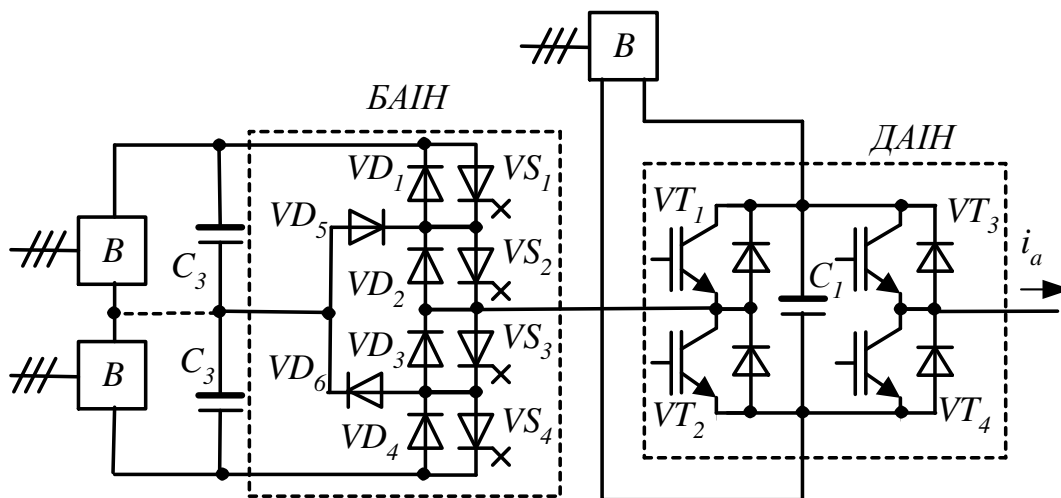 B
БАІН
ДАІН
VD₁
VS₁
VT₁
VT₃
VD₅
B
C₃
VD₂
VS₂
C₁
iₐ
C₃
VD₃
VS₃
B
VD₆
VT₂
VT₄
VD₄
VS₄